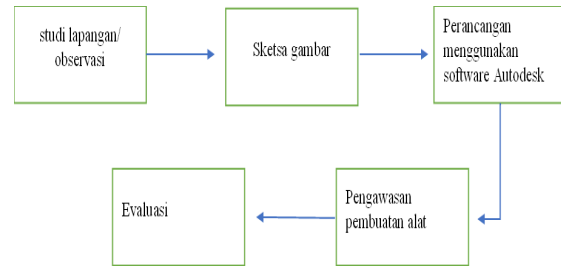 studi lapangan/
observasi
Sketsa gambar
Perancangan
menggunakan
software Autodesk
Pengawasan
pembuatan alat
Evaluasi